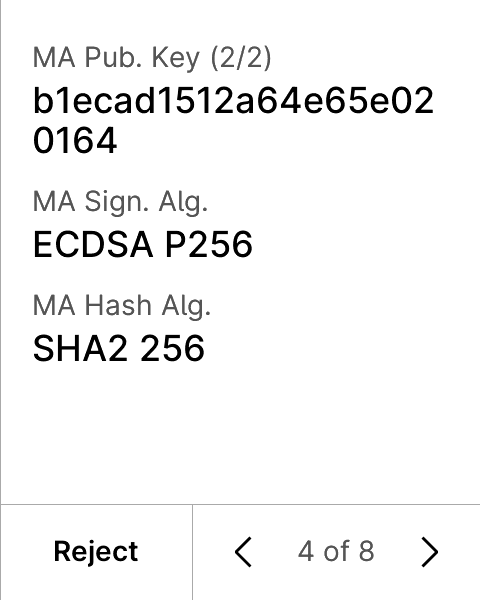 MA Pub. Key (2/2)
b1ecad1512a64e65e02
0164
MA Sign. Alg.
ECDSA P256
MA Hash Alg.
SHA2 256
Reject
4 of 8